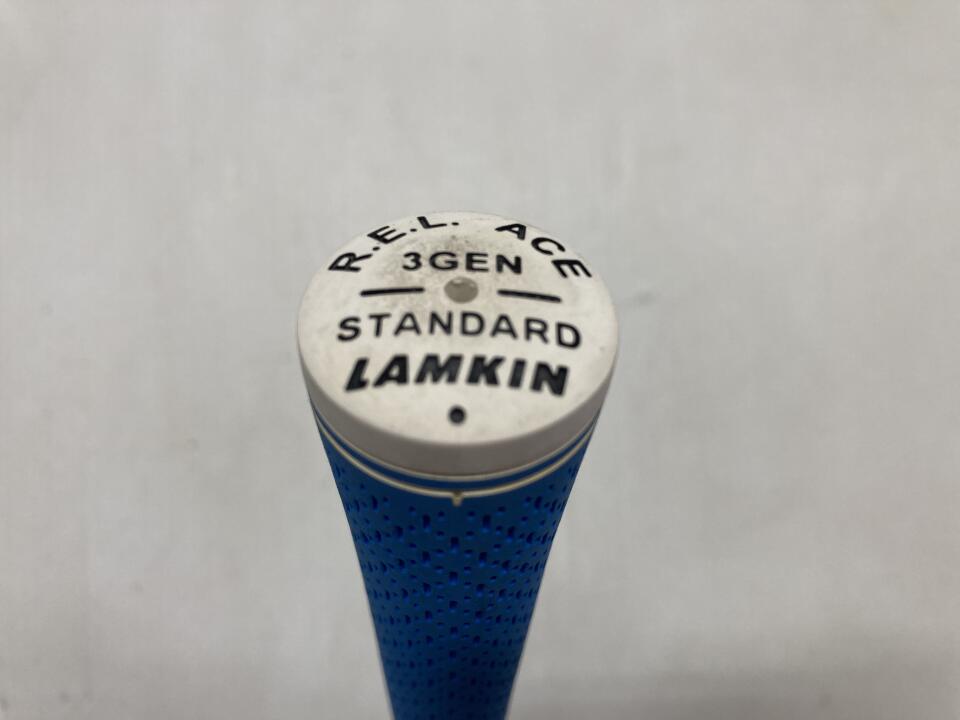 R.E.L. ACE
3GEN
STANDARD
LAMKIN